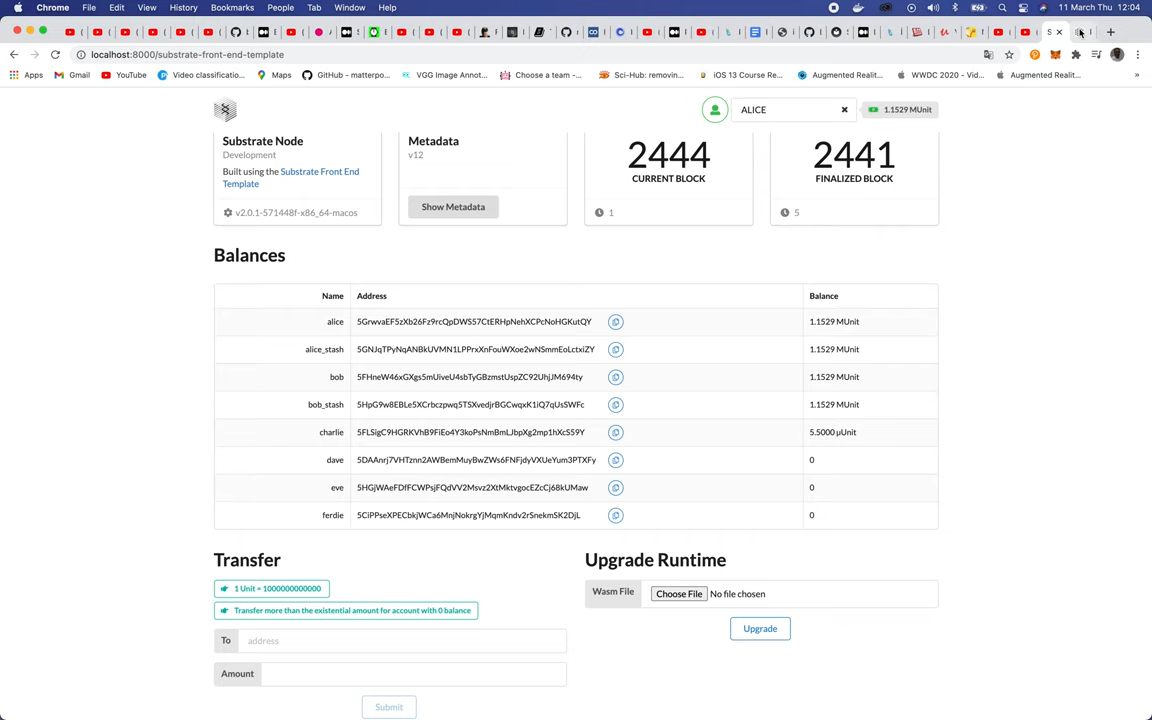 Chrome File Edit View History Bookmarks People Tab Window Help 11 March Thu 12:04
localhost:8000/substrate-front-end-template
Apps Gmail YouTube Video classificatio... Maps GitHub - matterpo... VGG Image Annot... Choose a team -... Sci-Hub: removin... iOS 13 Course Re... Augmented Realit... WWDC 2020 - Vid... Augmented Realit... »
ALICE 1.1529 MUnit
Substrate Node
Development
Built using the Substrate Front End
Template
v2.0.1-571448f-x86_64-macos
Metadata
v12
Show Metadata
2444
CURRENT BLOCK
1
2441
FINALIZED BLOCK
5
Balances
Name Address Balance
alice 5GrwvaEF5zXb26Fz9rcQpDWS57CtERHpNehXCPcNoHGKutQY 1.1529 MUnit
alice_stash 5GNJqTPyNqANBkUVMN1LPPrxXnFouWXoe2wNSmmEoLctxiZY 1.1529 MUnit
bob 5FHneW46xGXgs5mUiveU4sbTyGBzmstUspZC92UhjJM694ty 1.1529 MUnit
bob_stash 5HpG9w8EBLe5XCrbczpwq5TSXvedjrBGCwqxK1iQ7qUsSWFc 1.1529 MUnit
charlie 5FLSigC9HGRKVhB9FiEo4Y3koPsNmBmLJbpXg2mp1hXcS59Y 5.5000 µUnit
dave 5DAAnrj7VHTznn2AWBemMuyBwZWs6FNFjdyVXUeYum3PTXFy 0
eve 5HGjWAeFDfFCWPsjFQdVV2Msvz2XtMktvgocEZcCj68kUMaw 0
ferdie 5CiPPseXPECbkjWCa6MnjNokrgYjMqmKndv2rSnekmSK2DjL 0
Transfer
1 Unit = 1000000000000
Transfer more than the existential amount for account with 0 balance
To address
Amount
Submit
Upgrade Runtime
Wasm File Choose File No file chosen
Upgrade